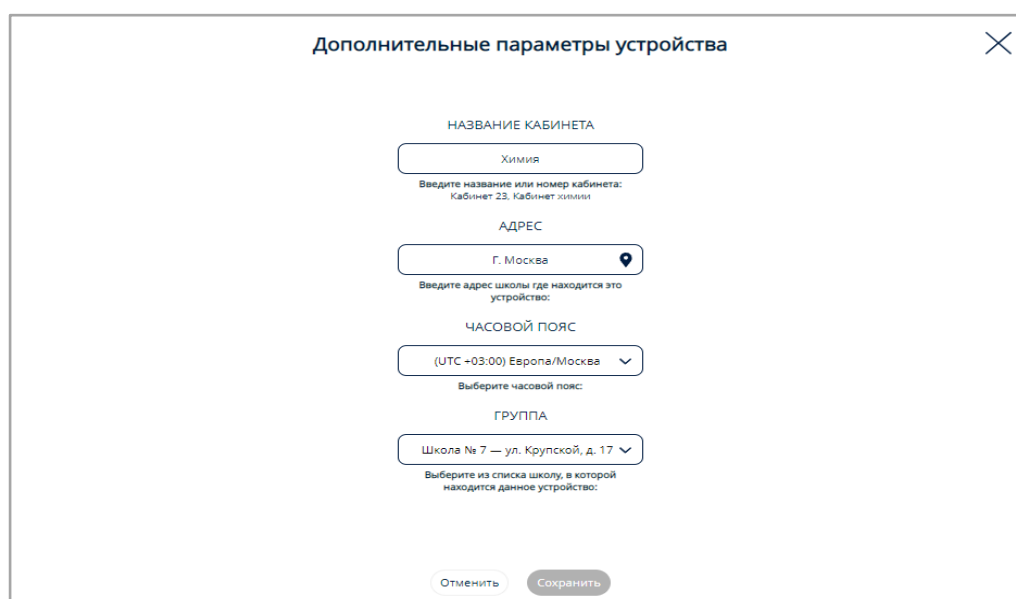 Дополнительные параметры устройства
НАЗВАНИЕ КАБИНЕТА
Химия
Введите название или номер кабинета:
Кабинет 23, Кабинет химии
АДРЕС
Г. Москва
Введите адрес школы где находится это
устройство:
ЧАСОВОЙ ПОЯС
(UTC +03:00) Европа/Москва
Выберите часовой пояс:
ГРУППА
Школа № 7 — ул. Крупской, д. 17
Выберите из списка школу, в которой
находится данное устройство:
Отменить Сохранить